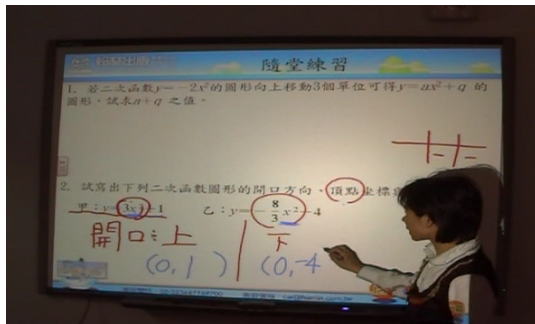 隨堂練習
1. 若二次函數y=-2x²的圖形向上移動3個單位可得y=ax²+q 的
圖形,試求a+q 之值。
2. 試寫出下列二次函數圖形的開口方向、頂點坐標
甲:y=3x²+1 乙:y=-8/3x²-4
開口:上 下
(0,1) (0,-4